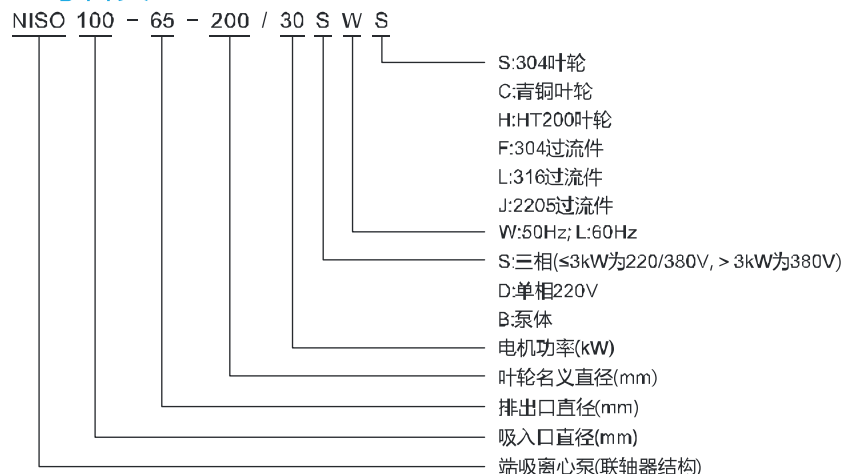 NISO 100 - 65 - 200 / 30 S W S
S:304叶轮
C:青铜叶轮
H:HT200叶轮
F:304过流件
L:316过流件
J:2205过流件
W:50Hz; L:60Hz
S:三相(≤3kW为220/380V, > 3kW为380V)
D:单相220V
B:泵体
电机功率(kW)
叶轮名义直径(mm)
排出口直径(mm)
吸入口直径(mm)
端吸离心泵(联轴器结构)